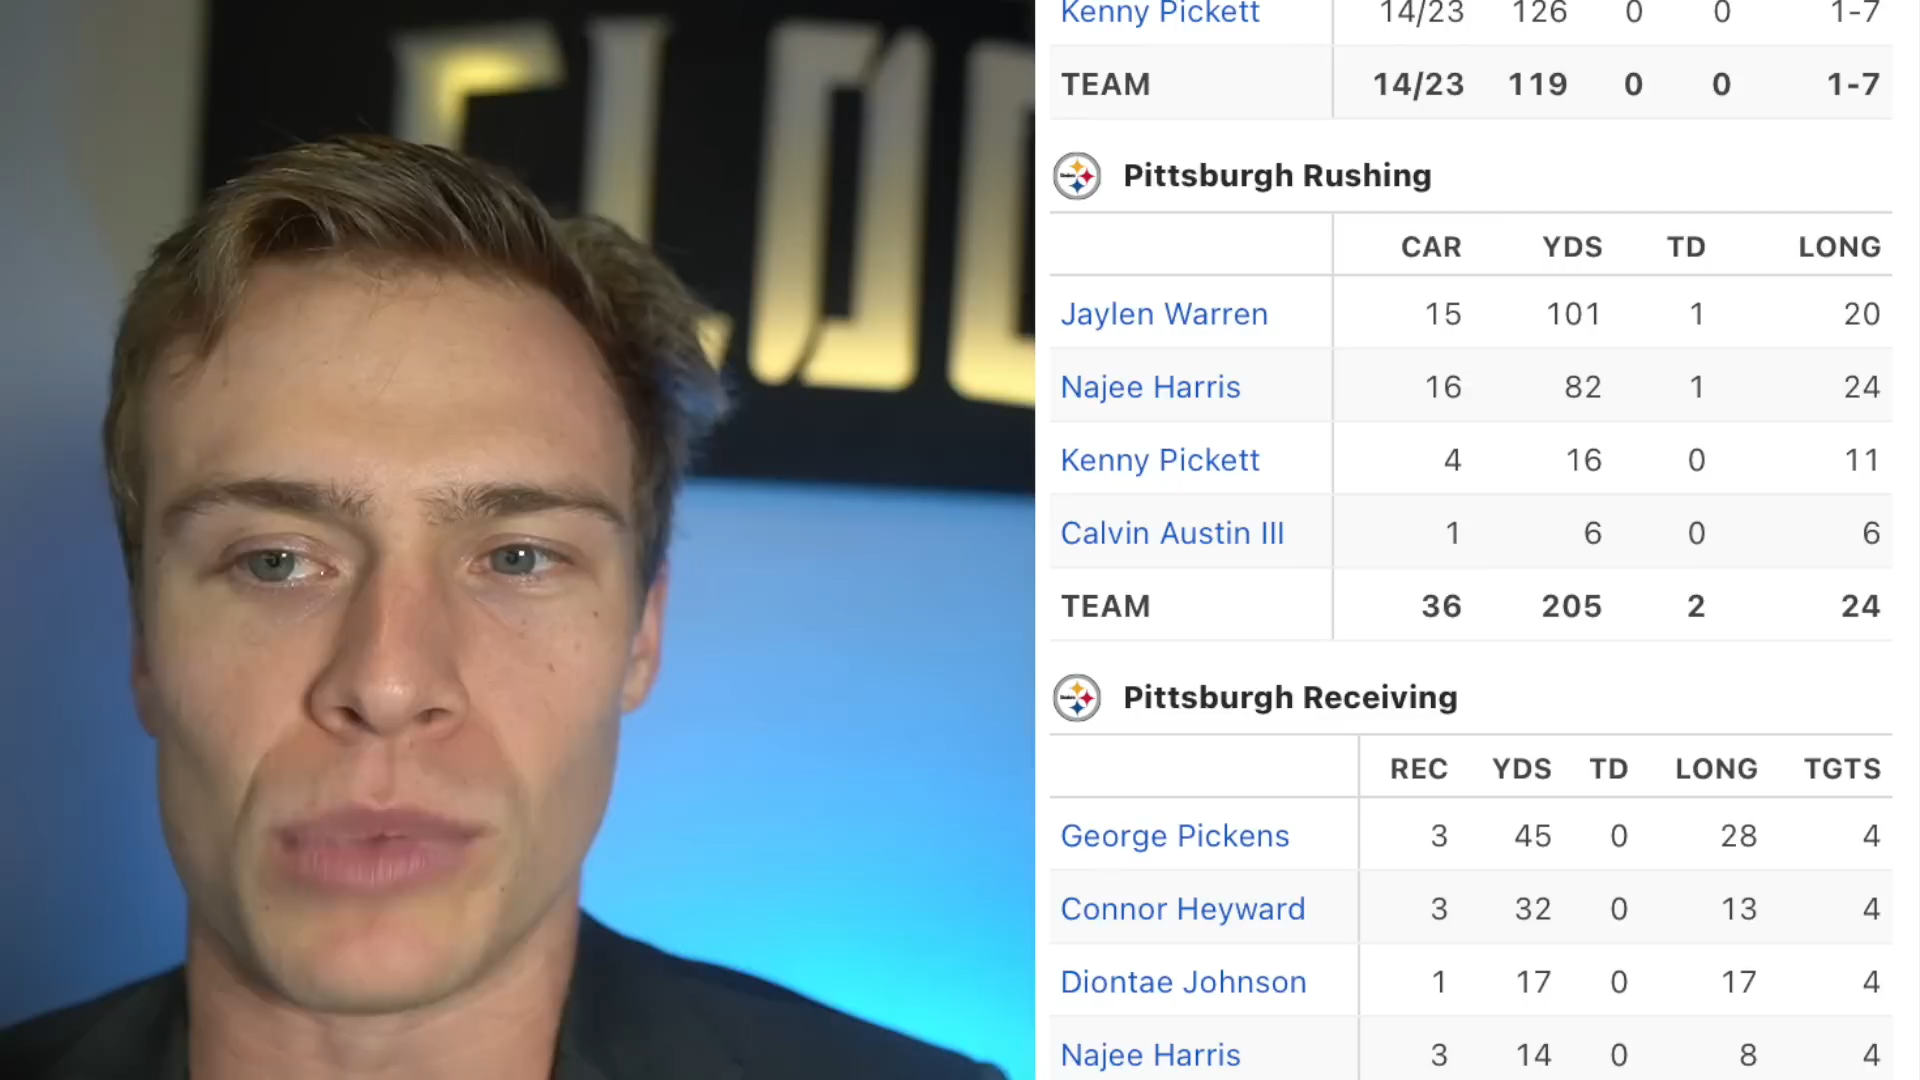 Kenny Pickett 14/23 126 0 0 1-7
TEAM 14/23 119 0 0 1-7
Pittsburgh Rushing
CAR YDS TD LONG
Jaylen Warren 15 101 1 20
Najee Harris 16 82 1 24
Kenny Pickett 4 16 0 11
Calvin Austin III 1 6 0 6
TEAM 36 205 2 24
Pittsburgh Receiving
REC YDS TD LONG TGTS
George Pickens 3 45 0 28 4
Connor Heyward 3 32 0 13 4
Diontae Johnson 1 17 0 17 4
Najee Harris 3 14 0 8 4